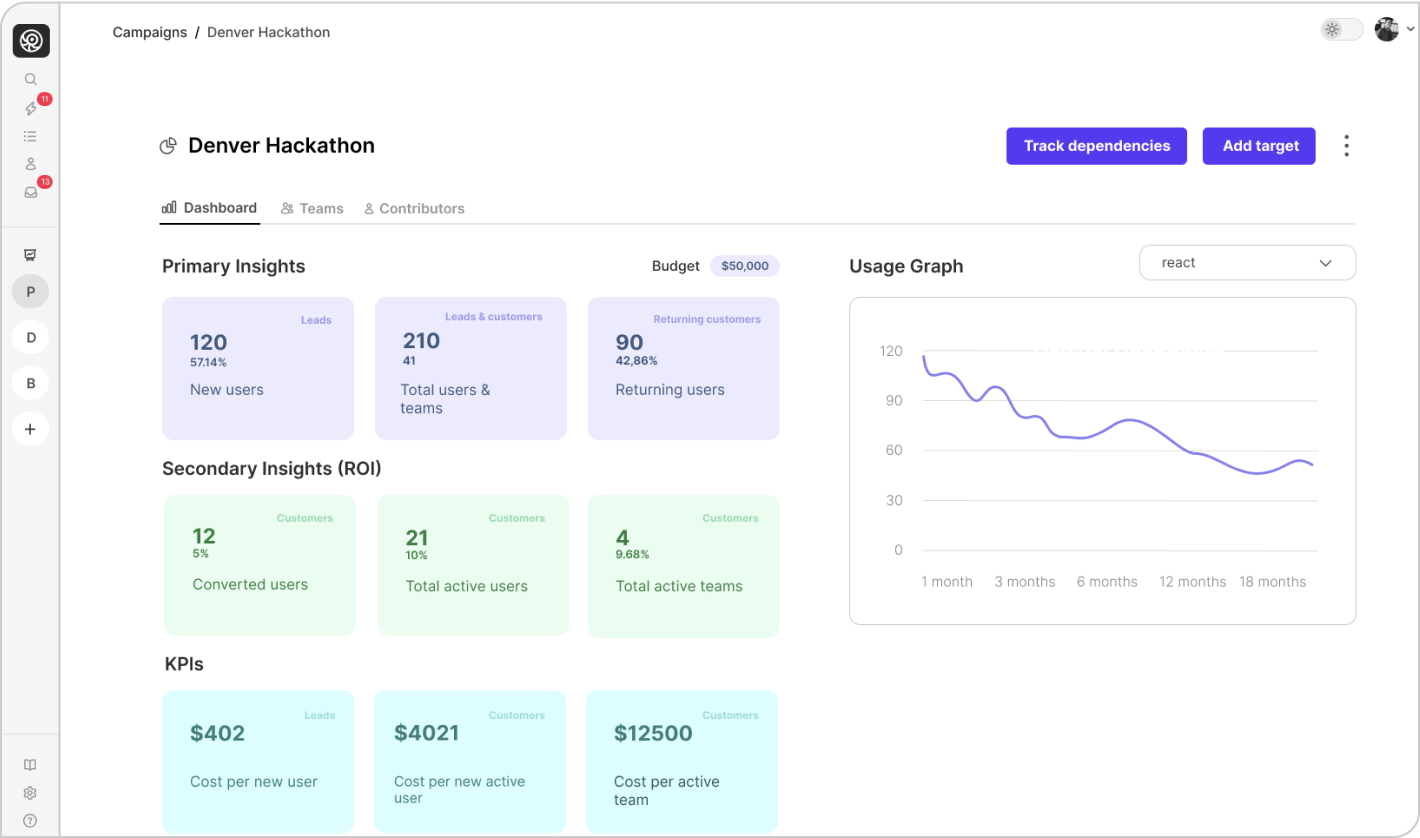 Campaigns / Denver Hackathon
11
13
P
D
B
+
Denver Hackathon
Track dependencies
Add target
Dashboard
Teams
Contributors
Primary Insights
Budget
$50,000
Leads
120
57.14%
New users
Leads & customers
210
41
Total users &
teams
Returning customers
90
42,86%
Returning users
Secondary Insights (ROI)
Customers
12
5%
Converted users
Customers
21
10%
Total active users
Customers
4
9.68%
Total active teams
KPIs
Leads
$402
Cost per new user
Customers
$4021
Cost per new active
user
Customers
$12500
Cost per active
team
Usage Graph
react
120
90
60
30
0
1 month
3 months
6 months
12 months
18 months